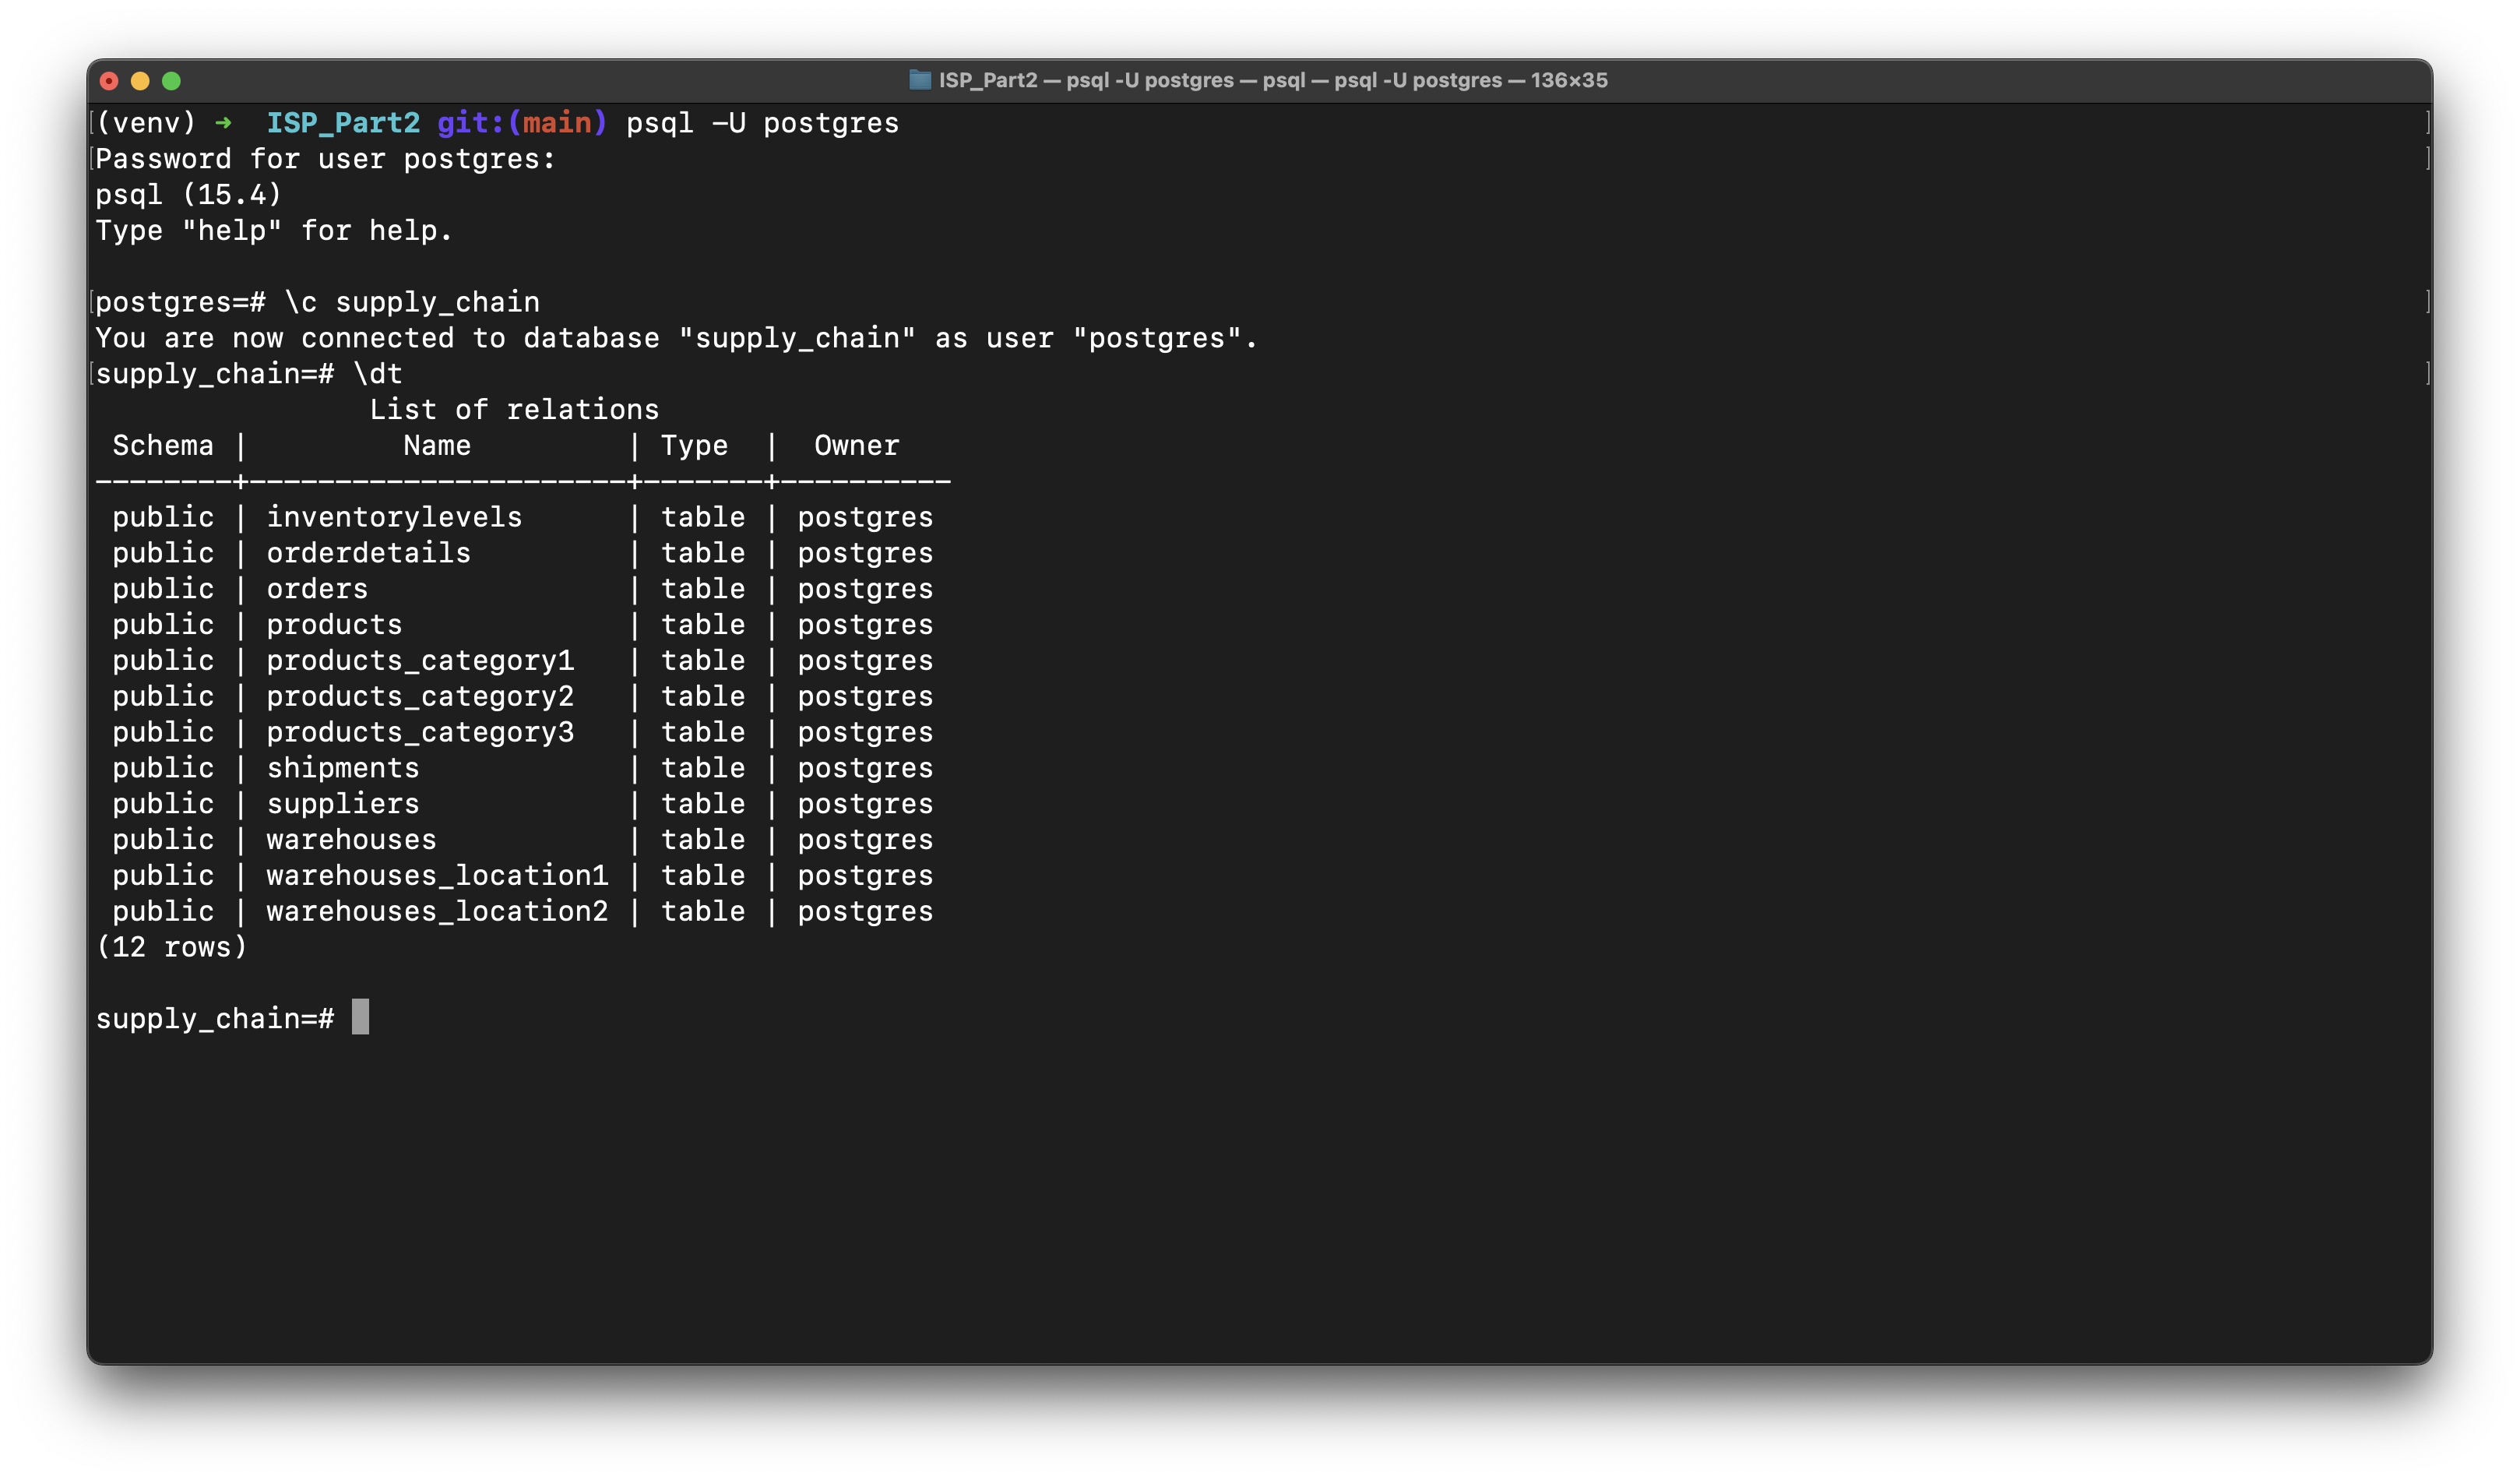 ISP_Part2 — psql -U postgres — psql — psql -U postgres — 136×35
(venv) ➜  ISP_Part2 git:(main) psql -U postgres
Password for user postgres:
psql (15.4)
Type "help" for help.

postgres=# \c supply_chain
You are now connected to database "supply_chain" as user "postgres".
supply_chain=# \dt
                List of relations
 Schema |         Name         | Type  |  Owner
--------+----------------------+-------+----------
 public | inventorylevels      | table | postgres
 public | orderdetails         | table | postgres
 public | orders               | table | postgres
 public | products             | table | postgres
 public | products_category1   | table | postgres
 public | products_category2   | table | postgres
 public | products_category3   | table | postgres
 public | shipments            | table | postgres
 public | suppliers            | table | postgres
 public | warehouses           | table | postgres
 public | warehouses_location1 | table | postgres
 public | warehouses_location2 | table | postgres
(12 rows)

supply_chain=#